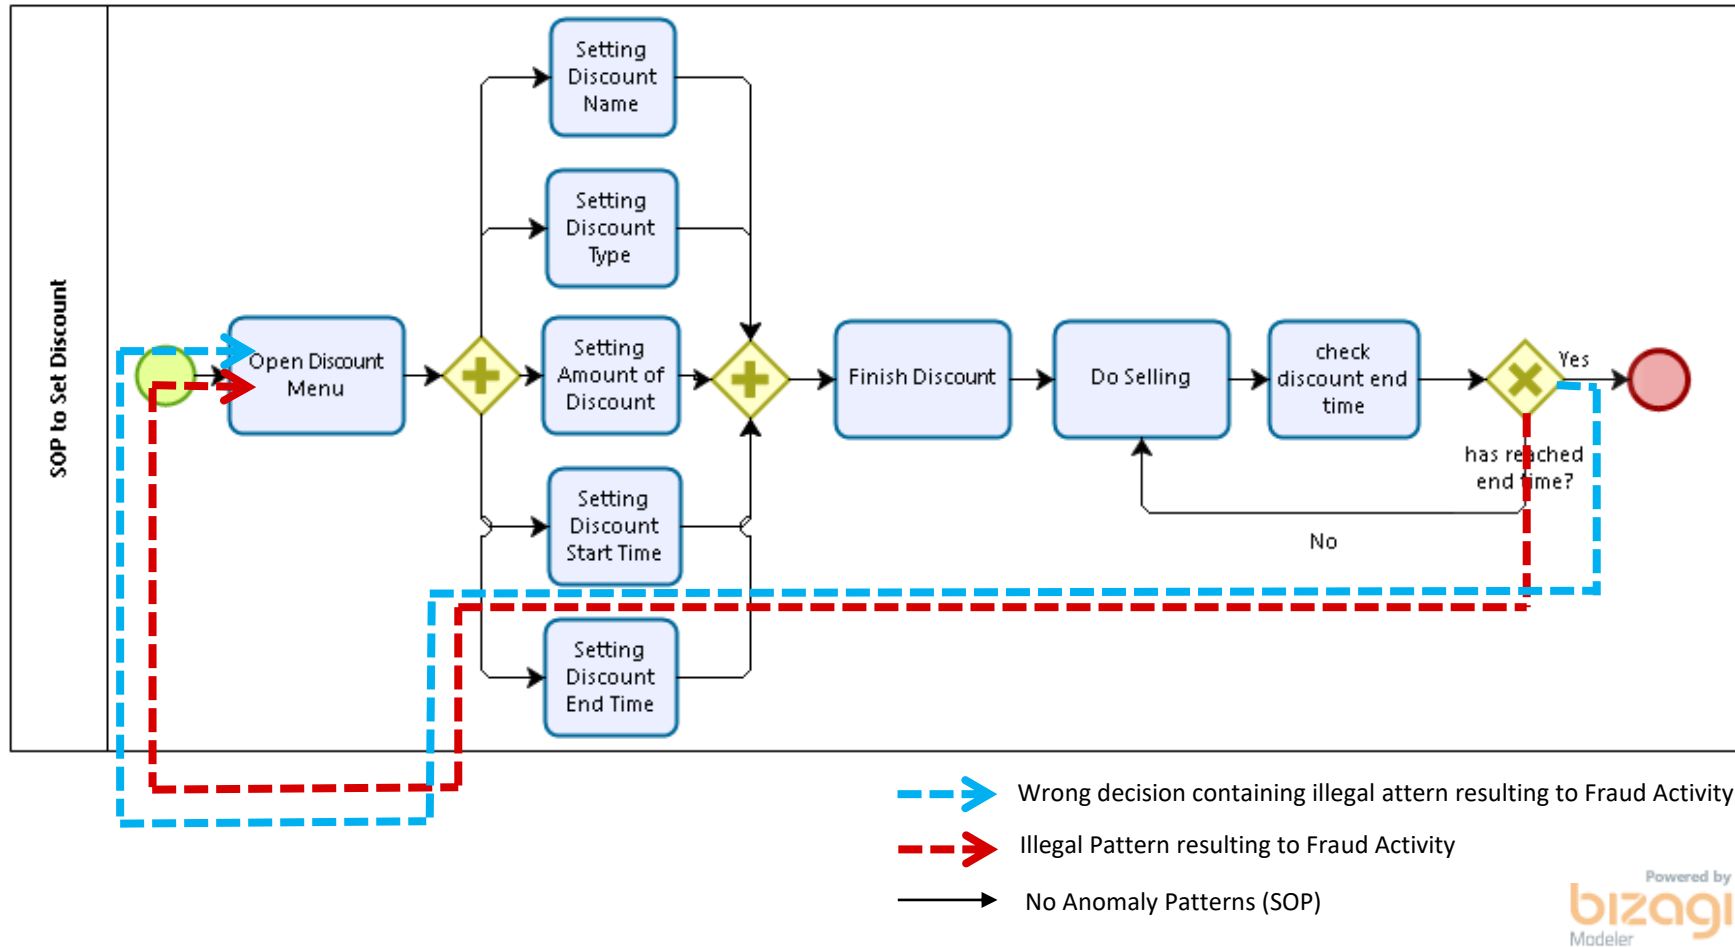 SOP to Set Discount
Open Discount
Menu
Setting
Discount
Name
Setting
Discount
Type
Setting
Amount of
Discount
Setting
Discount
Start Time
Setting
Discount
End Time
Finish Discount
Do Selling
check
discount end
time
Yes
has reached
end time?
No
Wrong decision containing illegal attern resulting to Fraud Activity
Illegal Pattern resulting to Fraud Activity
No Anomaly Patterns (SOP)
Powered by
bizagi
Modeler